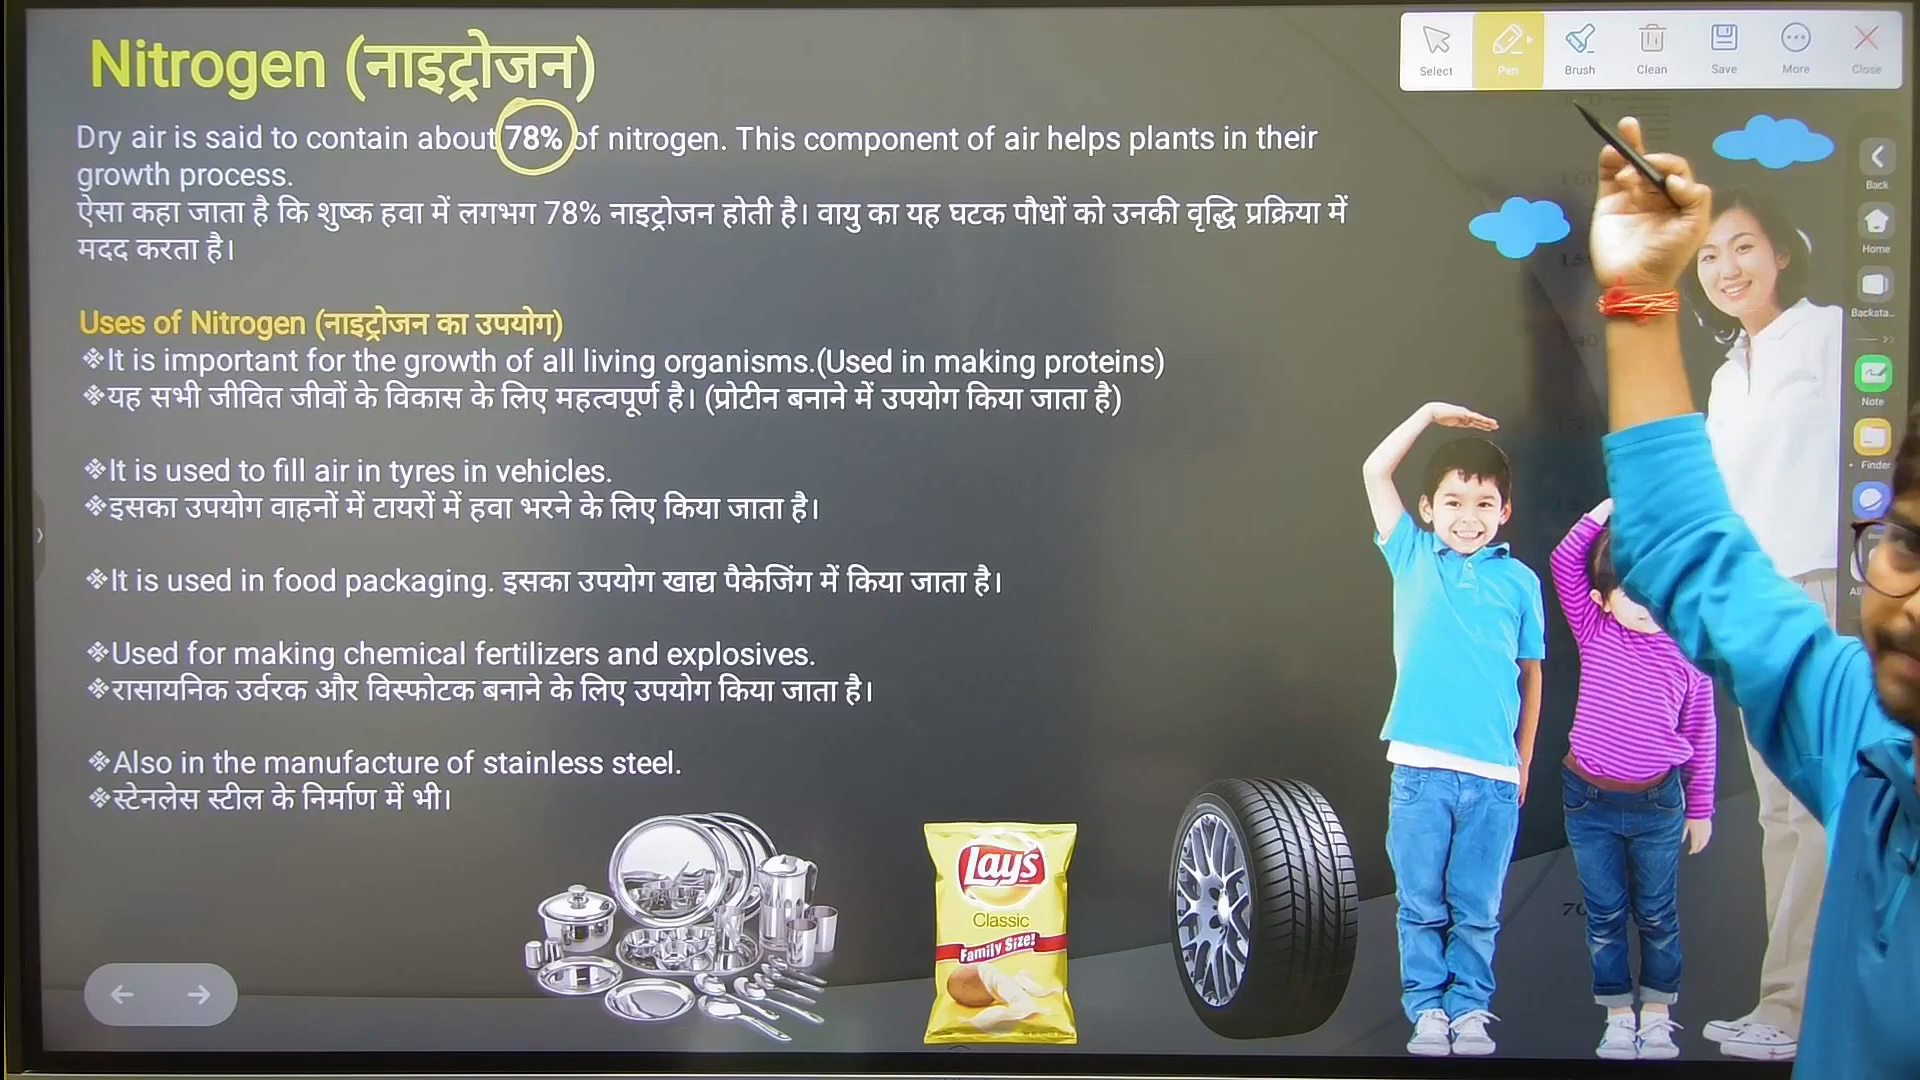 Nitrogen (नाइट्रोजन)
Dry air is said to contain about 78% of nitrogen. This component of air helps plants in their
growth process.
ऐसा कहा जाता है कि शुष्क हवा में लगभग 78% नाइट्रोजन होती है। वायु का यह घटक पौधों को उनकी वृद्धि प्रक्रिया में
मदद करता है।
Uses of Nitrogen (नाइट्रोजन का उपयोग)
❖It is important for the growth of all living organisms.(Used in making proteins)
❖यह सभी जीवित जीवों के विकास के लिए महत्वपूर्ण है। (प्रोटीन बनाने में उपयोग किया जाता है)
❖It is used to fill air in tyres in vehicles.
❖इसका उपयोग वाहनों में टायरों में हवा भरने के लिए किया जाता है।
❖It is used in food packaging. इसका उपयोग खाद्य पैकेजिंग में किया जाता है।
❖Used for making chemical fertilizers and explosives.
❖रासायनिक उर्वरक और विस्फोटक बनाने के लिए उपयोग किया जाता है।
❖Also in the manufacture of stainless steel.
❖स्टेनलेस स्टील के निर्माण में भी।
Lay's
Classic
Family Size!
Select Pen Brush Clean Save More Close
Back
Home
Backsta...
Note
Finder